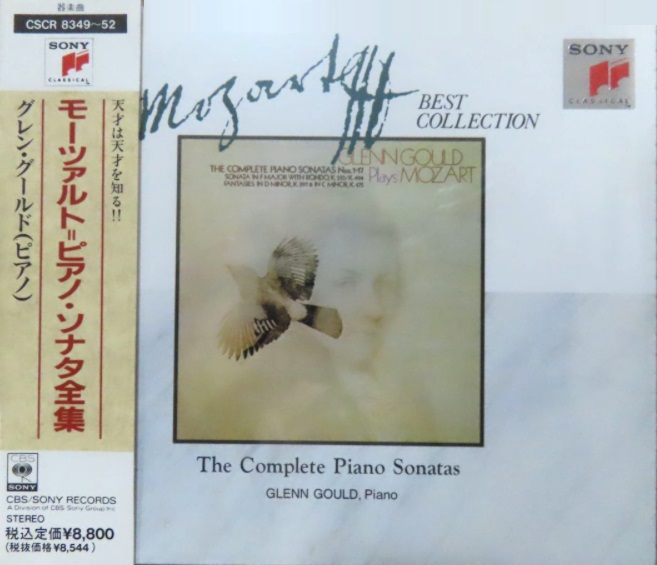 器楽曲
CSCR 8349〜52
SONY
CLASSICAL
天才は天才を知る!!
モーツァルト=ピアノ・ソナタ全集
グレン・グールド(ピアノ)
CBS
SONY
CBS/SONY RECORDS
A Division of CBS/Sony Group Inc.
STEREO
税込定価¥8,800
(税抜価格¥8,544)
Mozart
BEST
COLLECTION
SONY
CLASSICAL
GLENN GOULD
Plays MOZART
THE COMPLETE PIANO SONATAS Nos. 1-17
SONATA IN F MAJOR WITH RONDO, K. 533/K. 494
FANTASIES IN D MINOR, K. 397 & IN C MINOR, K. 475
The Complete Piano Sonatas
GLENN GOULD, Piano